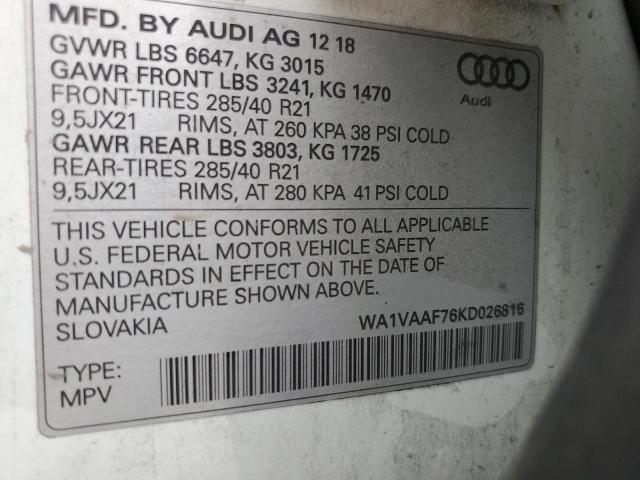 MFD. BY AUDI AG 12 18
GVWR LBS 6647, KG 3015
GAWR FRONT LBS 3241, KG 1470
FRONT-TIRES 285/40 R21
9,5JX21 RIMS, AT 260 KPA 38 PSI COLD
GAWR REAR LBS 3803, KG 1725
REAR-TIRES 285/40 R21
9,5JX21 RIMS, AT 280 KPA 41 PSI COLD
Audi
THIS VEHICLE CONFORMS TO ALL APPLICABLE
U.S. FEDERAL MOTOR VEHICLE SAFETY
STANDARDS IN EFFECT ON THE DATE OF
MANUFACTURE SHOWN ABOVE.
SLOVAKIA
WA1VAAF76KD026816
TYPE:
MPV